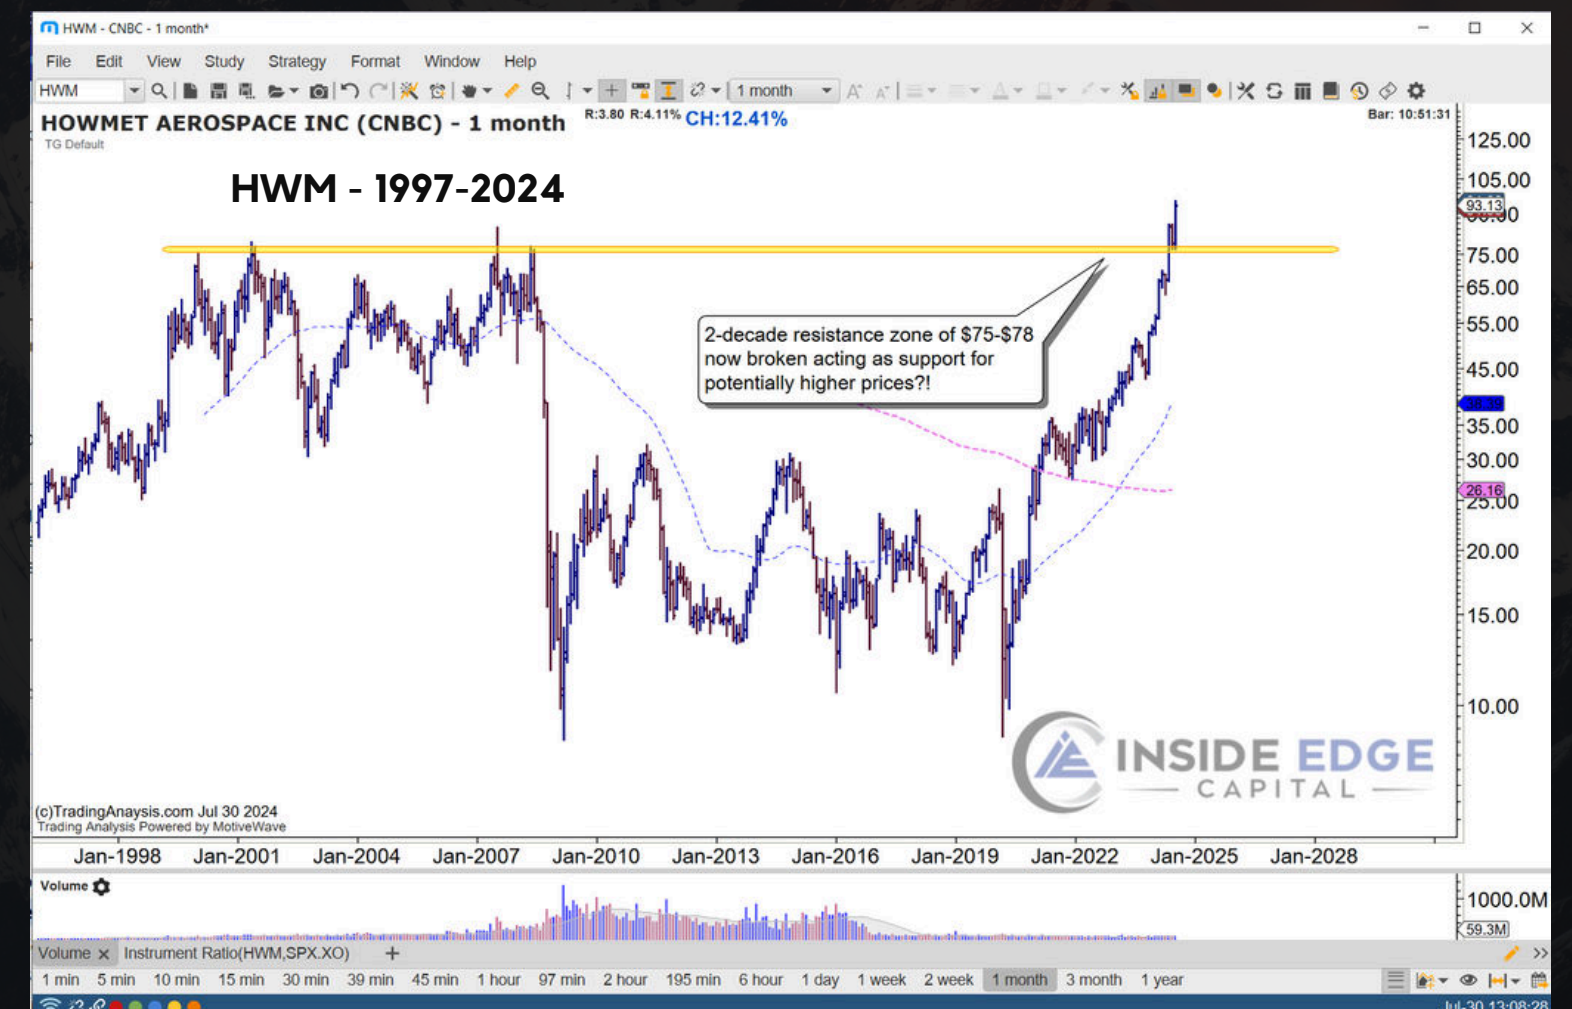 HWM - CNBC - 1 month*
File Edit View Study Strategy Format Window Help
HWM
1 month
HOWMET AEROSPACE INC (CNBC) - 1 month
R:3.80 R:4.11% CH:12.41%
Bar: 10:51:31
TG Default
HWM - 1997-2024
125.00
105.00
93.13
75.00
65.00
55.00
45.00
35.00
30.00
26.16
25.00
20.00
15.00
10.00
2-decade resistance zone of $75-$78
now broken acting as support for
potentially higher prices?!
INSIDE EDGE
CAPITAL
(c)TradingAnaysis.com Jul 30 2024
Trading Analysis Powered by MotiveWave
Jan-1998 Jan-2001 Jan-2004 Jan-2007 Jan-2010 Jan-2013 Jan-2016 Jan-2019 Jan-2022 Jan-2025 Jan-2028
Volume
1000.0M
59.3M
Volume Instrument Ratio(HWM,SPX.XO)
1 min 5 min 10 min 15 min 30 min 39 min 45 min 1 hour 97 min 2 hour 195 min 6 hour 1 day 1 week 2 week 1 month 3 month 1 year
Jul-30 13:08:28